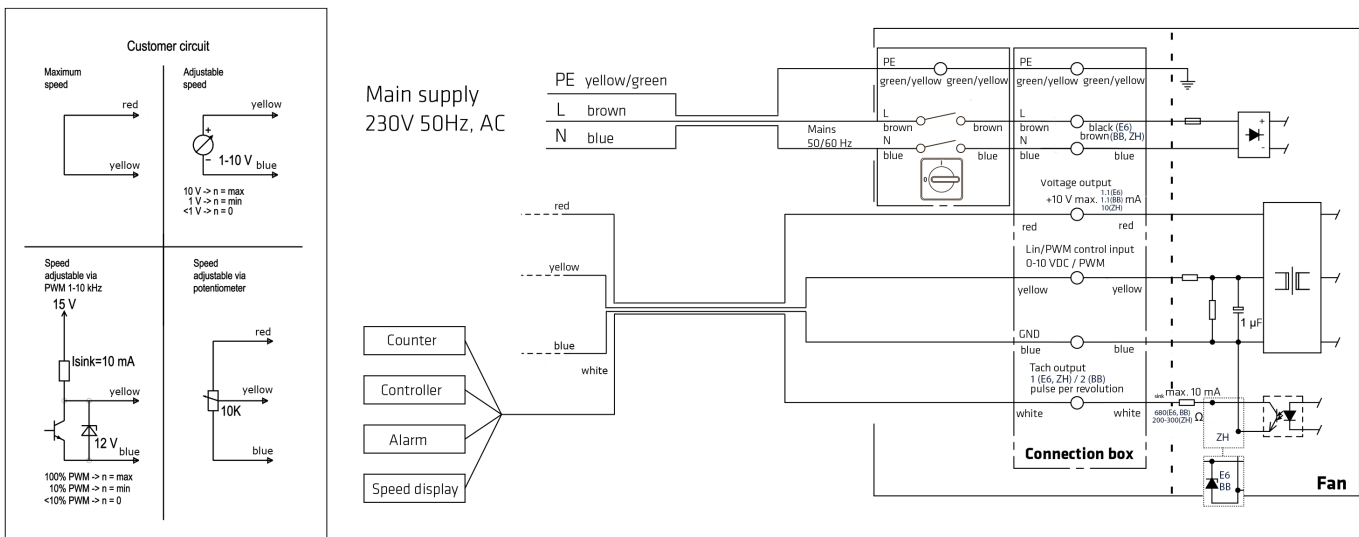 Customer circuit
Maximum
speed
red
yellow
Adjustable
speed
yellow
+
- 1-10 V
blue
10 V -> n = max
1 V -> n = min
<1 V -> n = 0
Speed
adjustable via
PWM 1-10 kHz
15 V
Isink=10 mA
yellow
12 V
blue
100% PWM -> n = max
10% PWM -> n = min
<10% PWM -> n = 0
Speed
adjustable via
potentiometer
red
yellow
10K
blue
Main supply
230V 50Hz, AC
PE yellow/green
L brown
N blue
Mains
50/60 Hz
PE
green/yellow green/yellow
L
brown brown
N
blue blue
I
0
PE
green/yellow green/yellow
L
brown black (E6)
brown(BB, ZH)
N
blue blue
+
-
Voltage output
+10 V max. 1.1(E6) 1.1(BB) 10(ZH) mA
red red
Lin/PWM control input
0-10 VDC / PWM
yellow yellow
1 µF
GND
blue blue
Tach output
1 (E6, ZH) / 2 (BB)
pulse per revolution
white white
sink max. 10 mA
680(E6, BB)
200-300(ZH) Ω
ZH
E6
BB
Connection box
Fan
red
yellow
blue
white
Counter
Controller
Alarm
Speed display